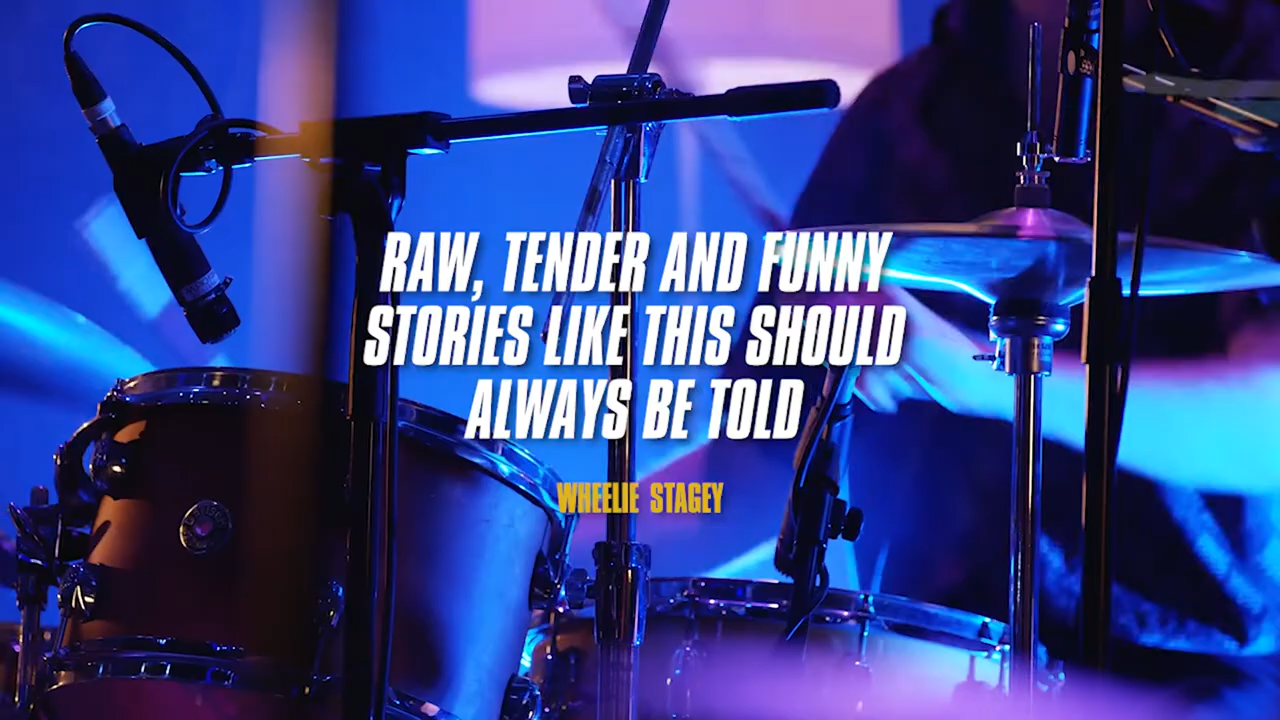 RAW, TENDER AND FUNNY
STORIES LIKE THIS SHOULD
ALWAYS BE TOLD
WHEELIE STAGEY